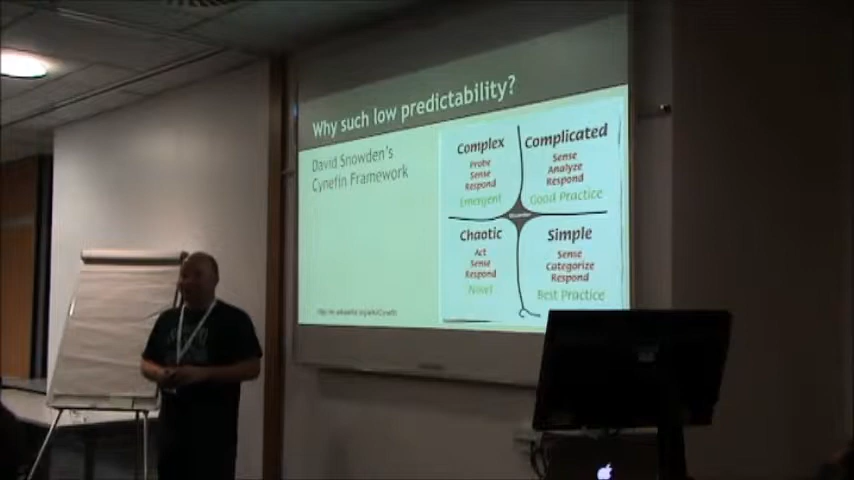 Why such low predictability?
David Snowden's
Cynefin Framework
Complex
Probe
Sense
Respond
Emergent
Complicated
Sense
Analyze
Respond
Good Practice
Chaotic
Act
Sense
Respond
Novel
Simple
Sense
Categorize
Respond
Best Practice